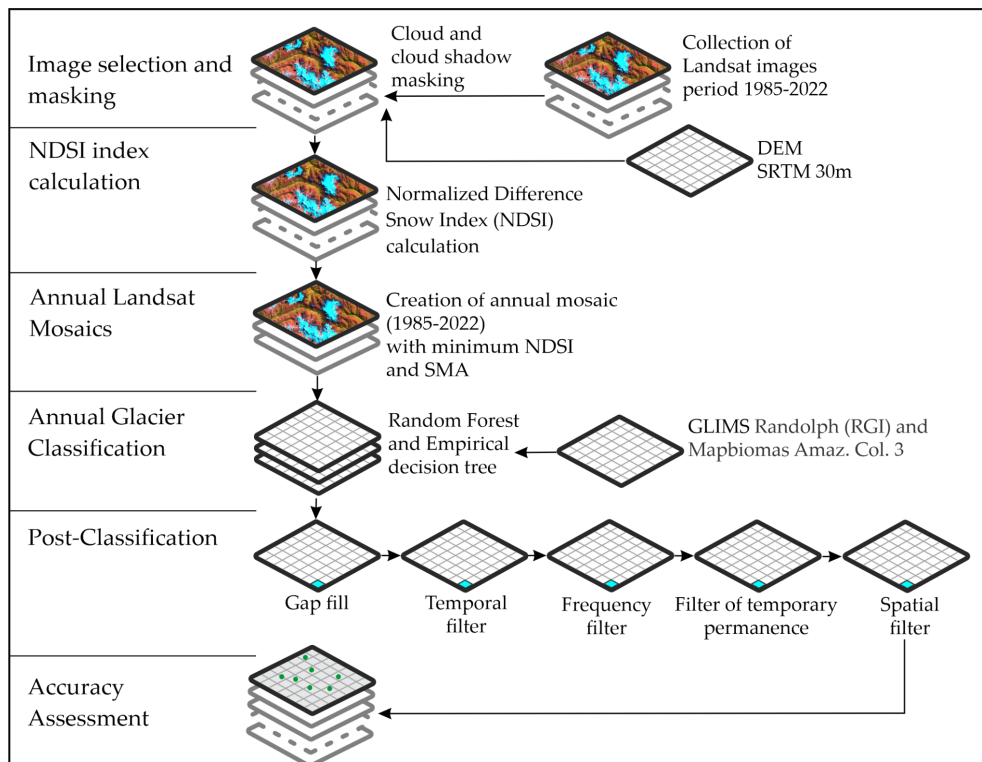 Image selection and
masking
Cloud and
cloud shadow
masking
Collection of
Landsat images
period 1985-2022
DEM
SRTM 30m
NDSI index
calculation
Normalized Difference
Snow Index (NDSI)
calculation
Annual Landsat
Mosaics
Creation of annual mosaic
(1985-2022)
with minimum NDSI
and SMA
Annual Glacier
Classification
Random Forest
and Empirical
decision tree
GLIMS Randolph (RGI) and
Mapbiomas Amaz. Col. 3
Post-Classification
Gap fill
Temporal
filter
Frequency
filter
Filter of temporary
permanence
Spatial
filter
Accuracy
Assessment